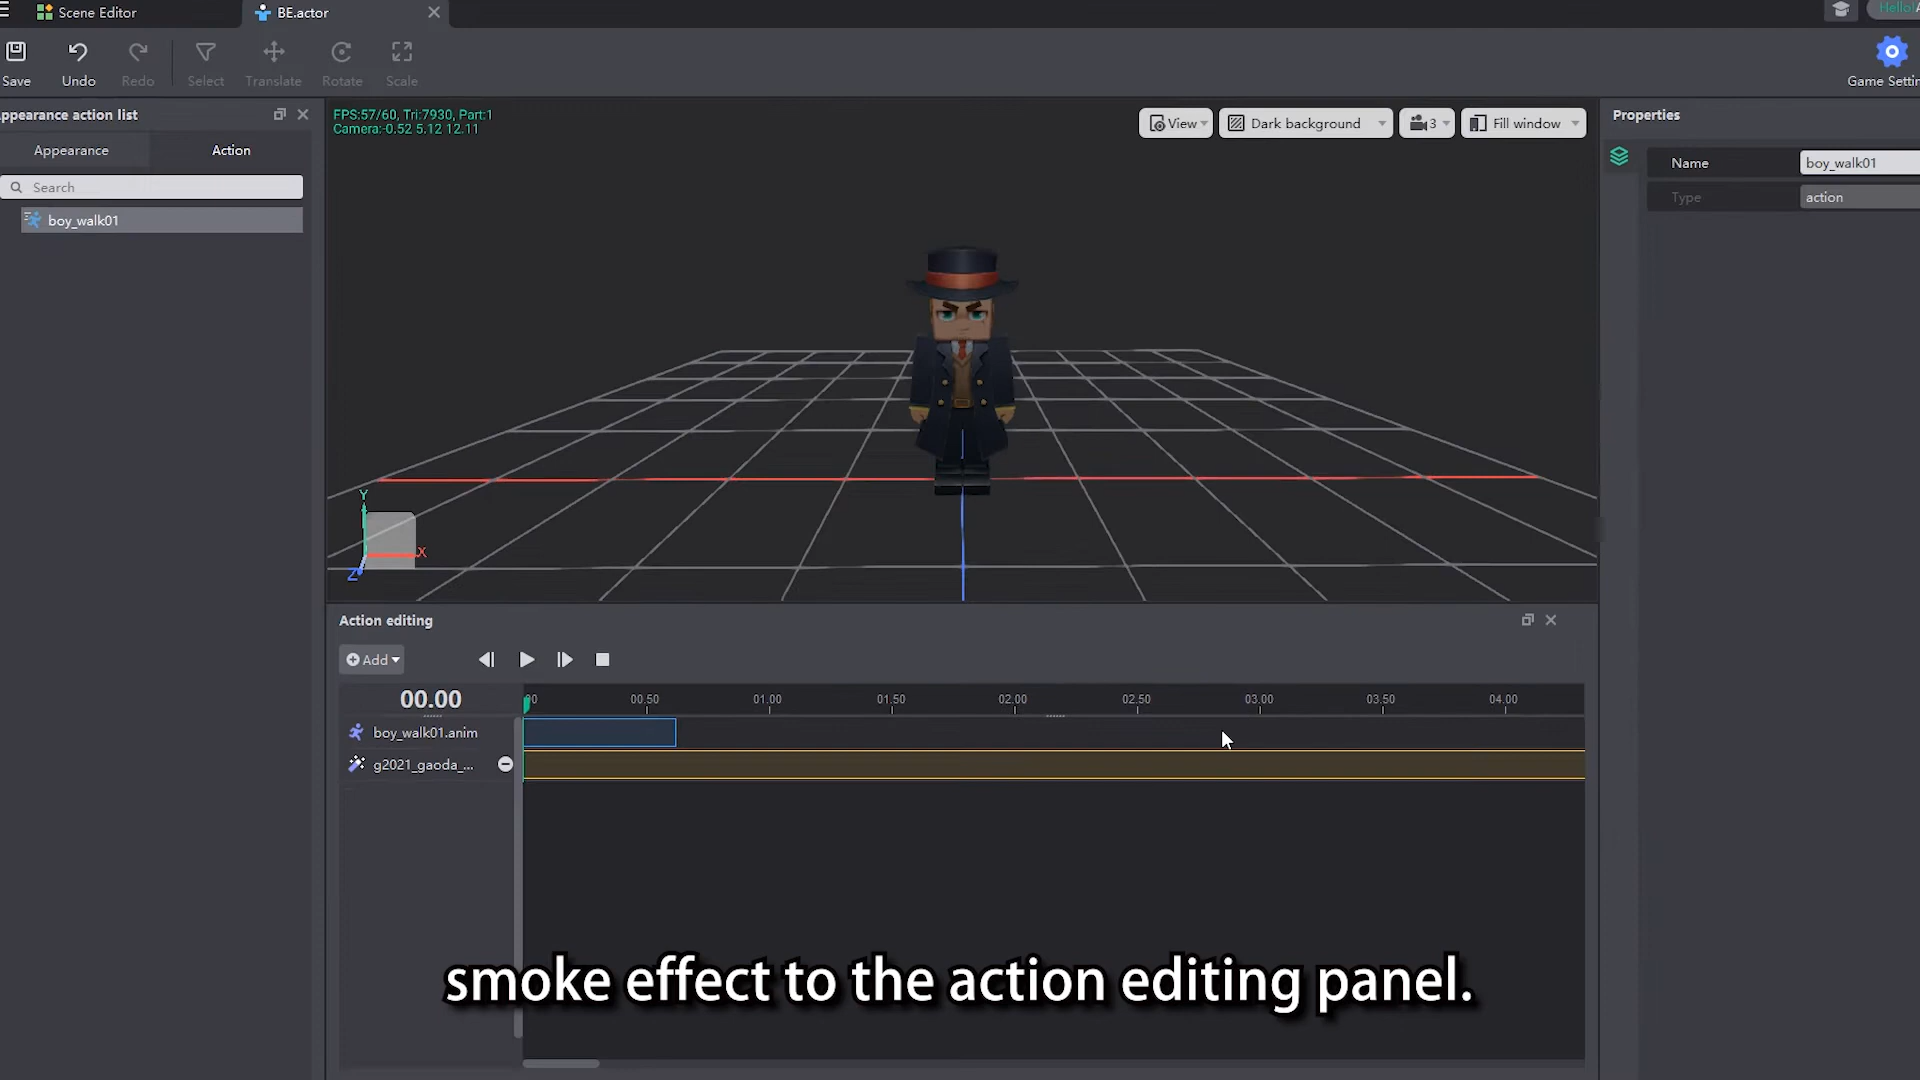 Scene Editor
BE.actor
Hello!A
Save
Undo
Redo
Select
Translate
Rotate
Scale
Game Settin
ppearance action list
Appearance
Action
Search
boy_walk01
FPS:57/60, Tri:7930, Part:1
Camera:-0.52 5.12 12.11
View
Dark background
3
Fill window
Y
X
Z
Properties
Name
boy_walk01
Type
action
Action editing
Add
00.00
00.50
01.00
01.50
02.00
02.50
03.00
03.50
04.00
boy_walk01.anim
g2021_gaoda_...
smoke effect to the action editing panel.